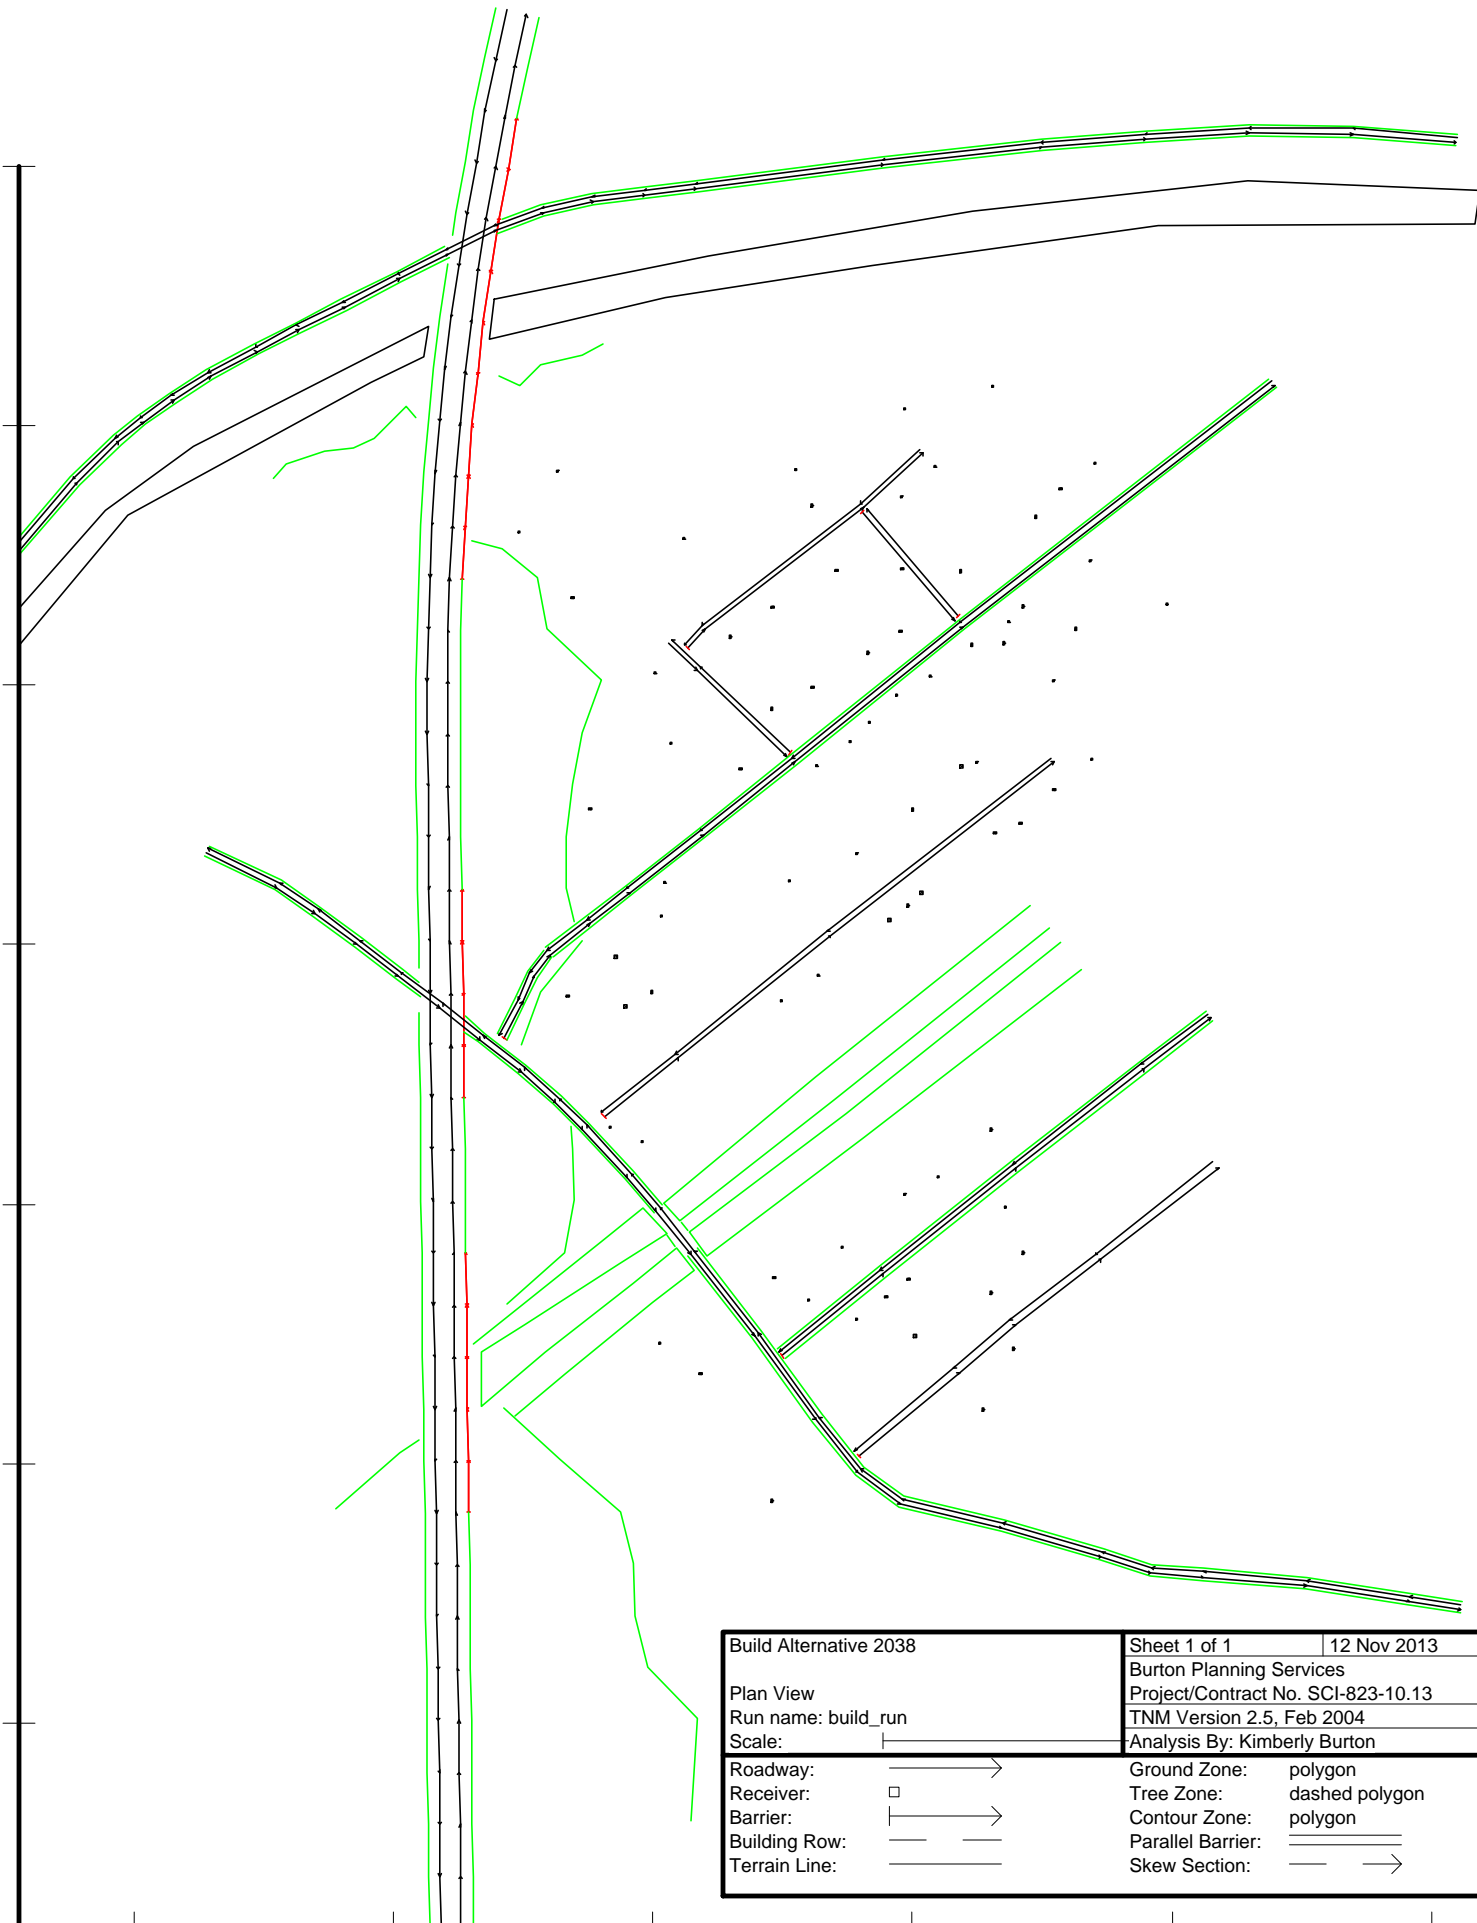 Build Alternative 2038
Sheet 1 of 1
12 Nov 2013
Burton Planning Services
Plan View
Project/Contract No. SCI-823-10.13
Run name: build_run
TNM Version 2.5, Feb 2004
Scale:
Analysis By: Kimberly Burton
Roadway:
Ground Zone: polygon
Receiver:
Tree Zone: dashed polygon
Barrier:
Contour Zone: polygon
Building Row:
Parallel Barrier:
Terrain Line:
Skew Section: